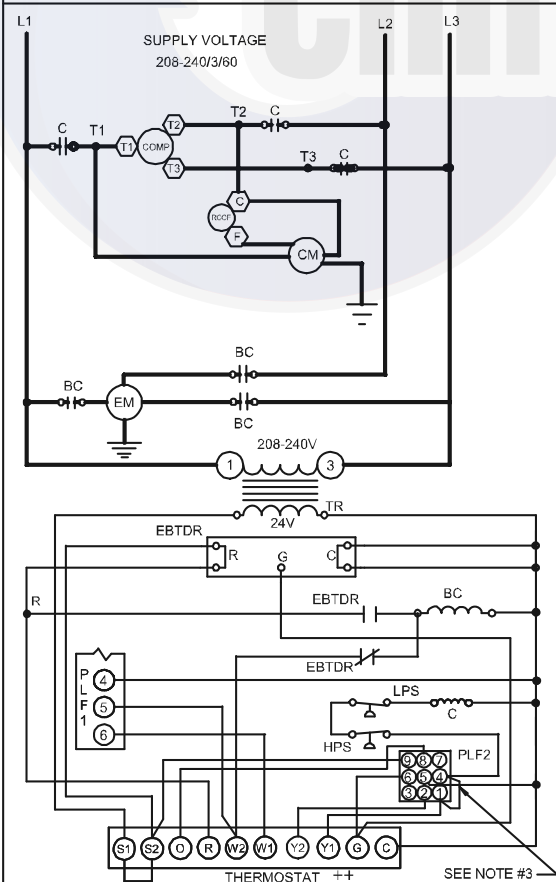 L1 L2 L3
SUPPLY VOLTAGE
208-240/3/60
C T1 T1 COMP T2 T2 C
T3 T3 C
C
RCCF
F
CM
BC
BC EM
BC
208-240V
1 3
TR
24V
EBTDR
R G C
R EBTDR BC
EBTDR
PLF1
4
5
6
LPS
C
HPS
PLF2
9 8 7
6 5 4
3 2 1
S1 S2 O R W2 W1 Y2 Y1 G C
THERMOSTAT ++
SEE NOTE #3